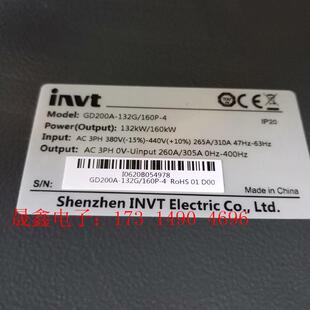 invt
Model: GD200A-132G/160P-4
IP20
Power(Output): 132kW/160kW
Input: AC 3PH 380V(-15%)-440V(+10%) 265A/310A 47Hz-63Hz
Output: AC 3PH 0V-Uinput 260A/305A 0Hz-400Hz
I0620B054978
S/N:
GD200A-132G/160P-4 RoHS 01 D00
Made in China
Shenzhen INVT Electric Co., Ltd.
晟鑫电子：173 1490 4696